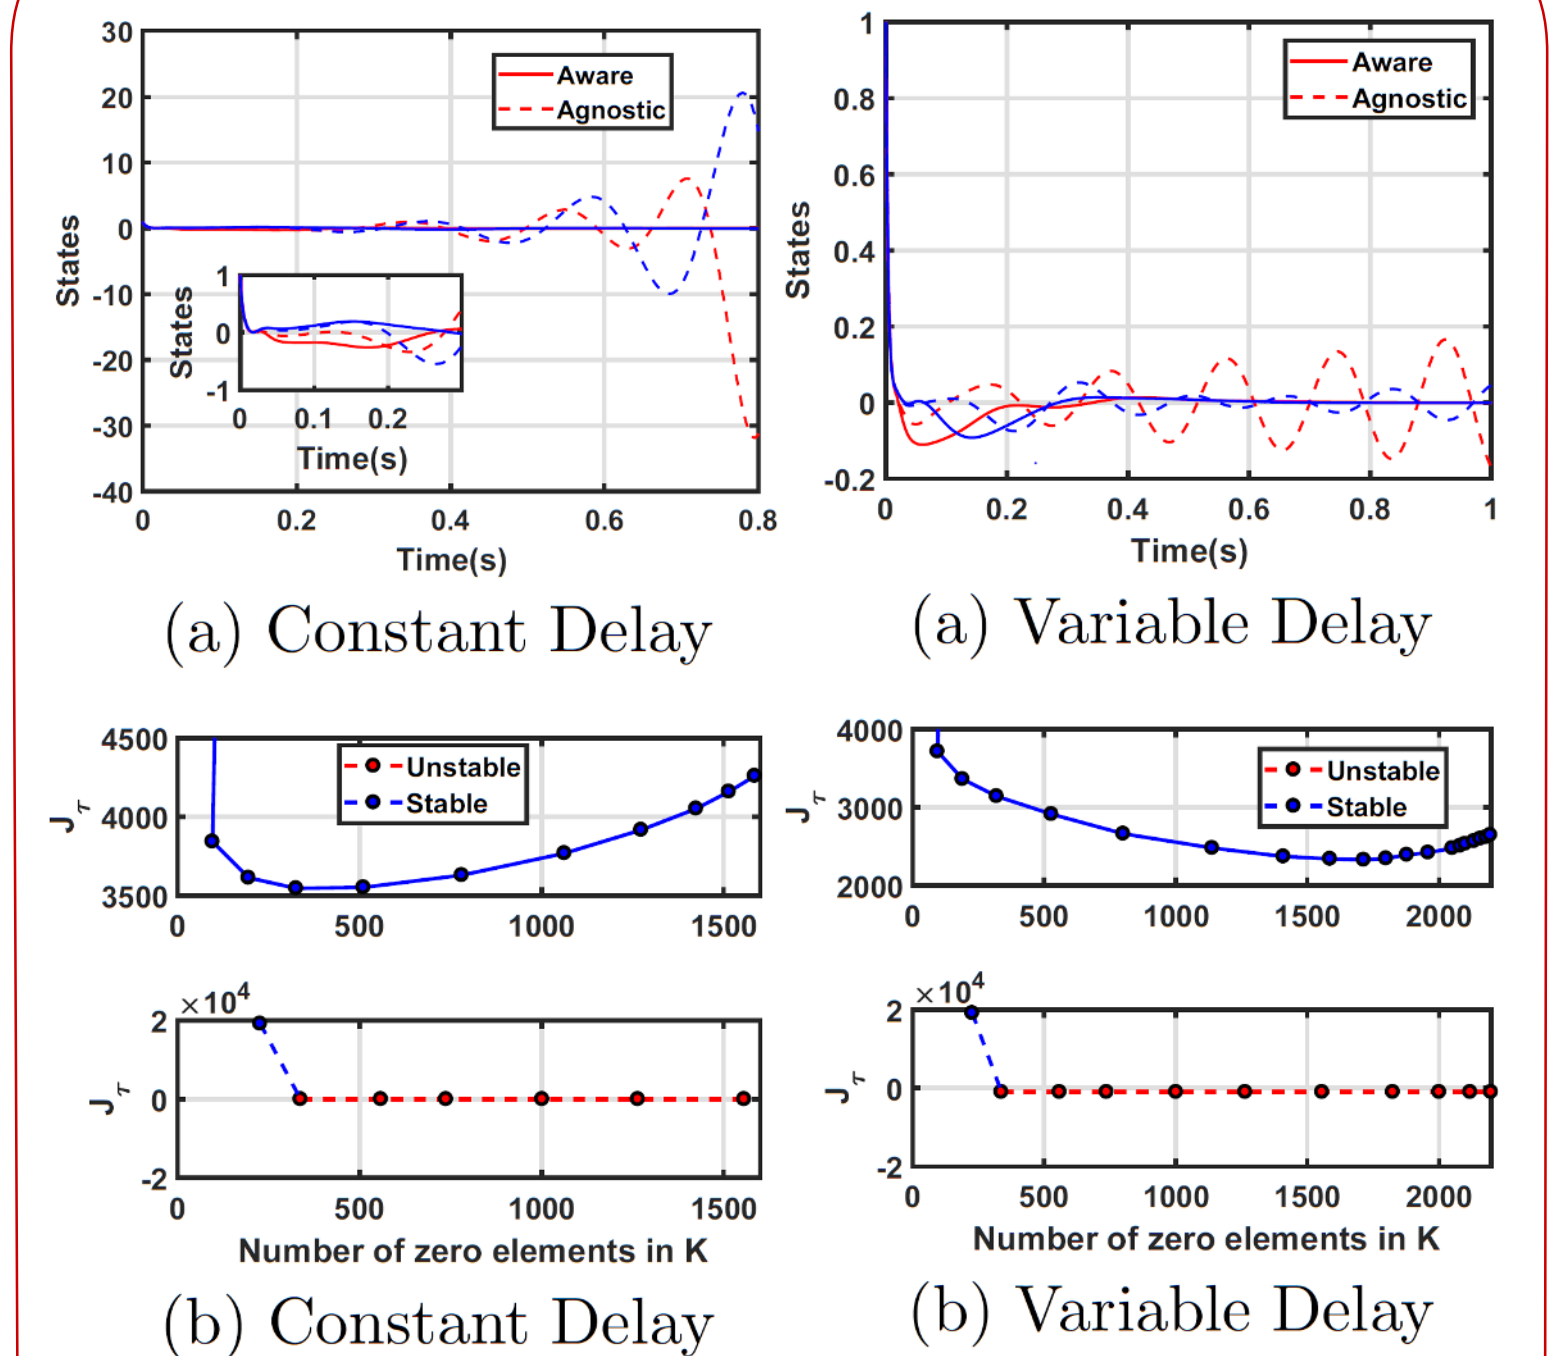 30
20
10
0
-10
-20
-30
-40
States
Aware
Agnostic
1
0
-1
States
0 0.1 0.2
Time(s)
0 0.2 0.4 0.6 0.8
Time(s)
(a) Constant Delay
1
0.8
0.6
0.4
0.2
0
-0.2
States
Aware
Agnostic
0 0.2 0.4 0.6 0.8 1
Time(s)
(a) Variable Delay
4500
4000
3500
Jτ
Unstable
Stable
0 500 1000 1500
×10^4
2
0
-2
Jτ
0 500 1000 1500
Number of zero elements in K
(b) Constant Delay
4000
3000
2000
Jτ
Unstable
Stable
0 500 1000 1500 2000
×10^4
2
0
-2
Jτ
0 500 1000 1500 2000
Number of zero elements in K
(b) Variable Delay